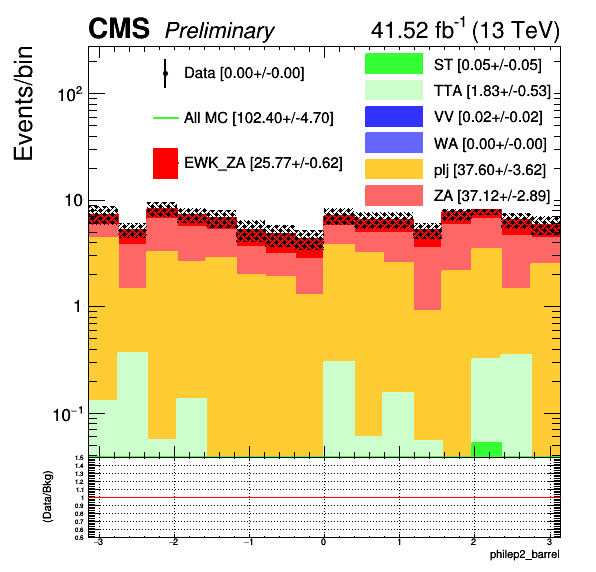 CMS Preliminary 41.52 fb-1 (13 TeV)
Events/bin
Data [0.00+/-0.00]
All MC [102.40+/-4.70]
EWK_ZA [25.77+/-0.62]
ST [0.05+/-0.05]
TTA [1.83+/-0.53]
VV [0.02+/-0.02]
WA [0.00+/-0.00]
plj [37.60+/-3.62]
ZA [37.12+/-2.89]
10²
10
1
10⁻¹
(Data/Bkg)
1.5
1.4
1.3
1.2
1.1
1
0.9
0.8
0.7
0.6
0.5
−3 −2 −1 0 1 2 3
philep2_barrel